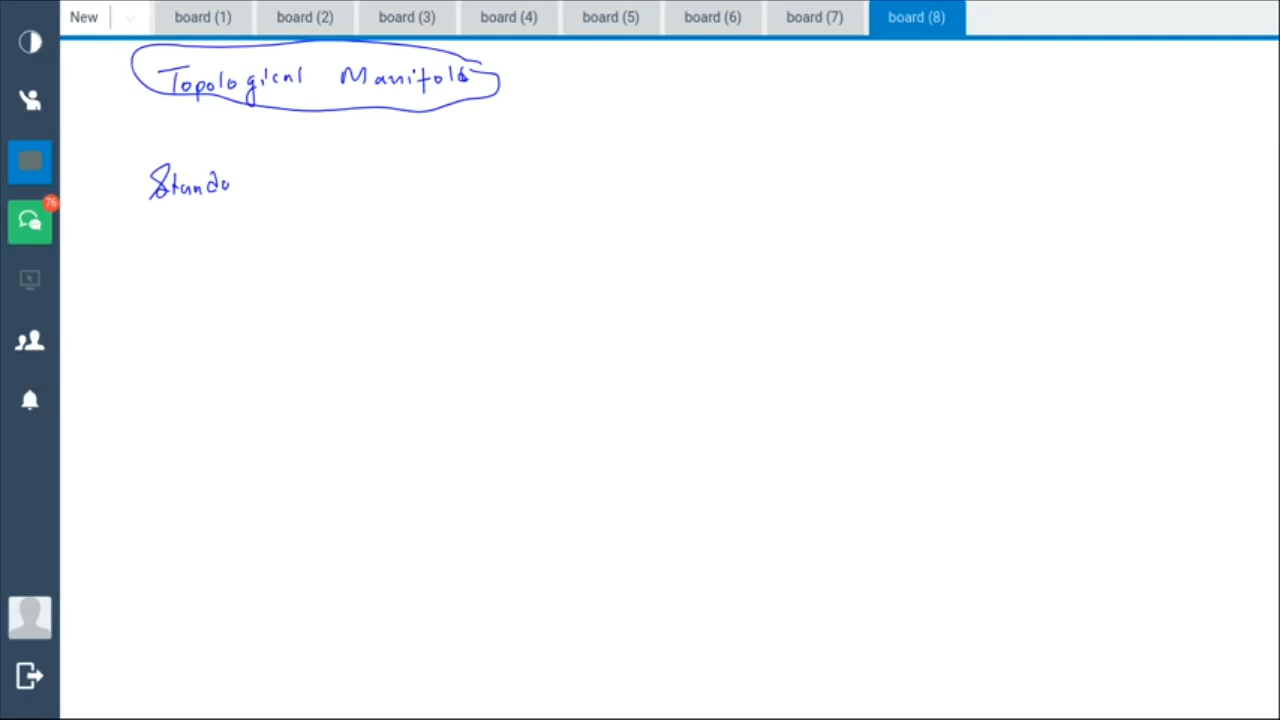 New board (1) board (2) board (3) board (4) board (5) board (6) board (7) board (8)
Topological Manifold
76
Standa